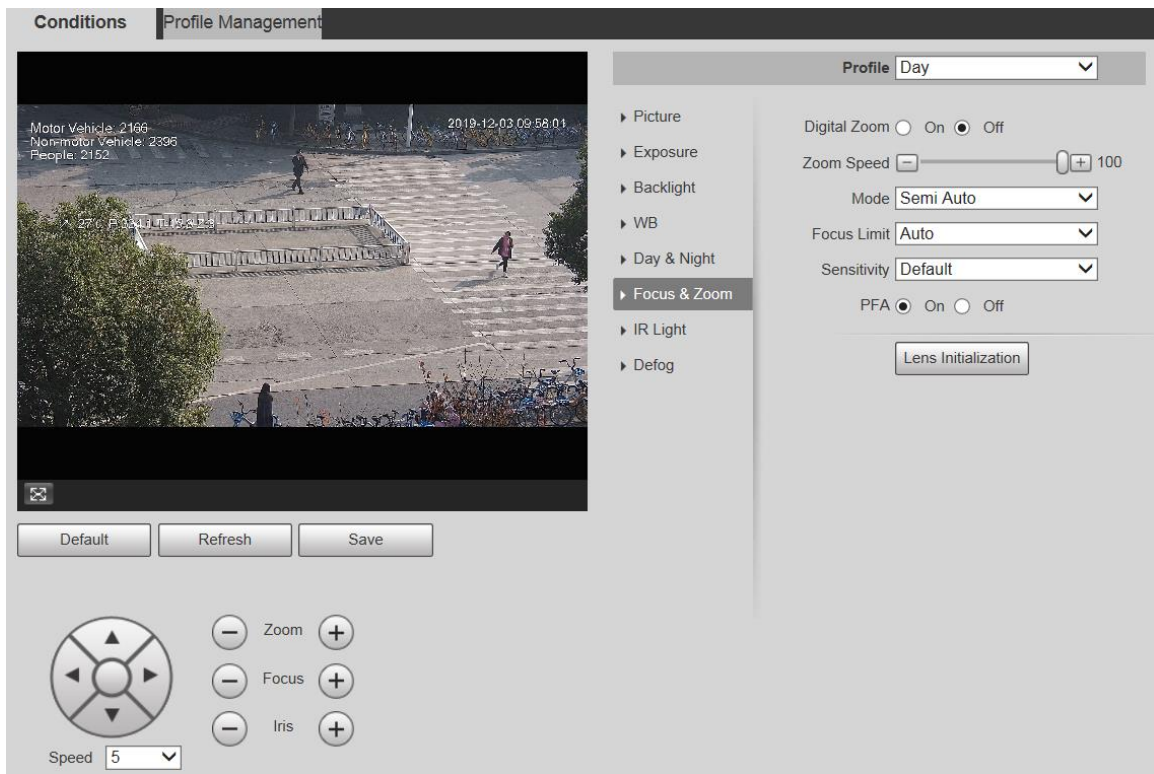 Conditions
Profile Management
Motor Vehicle: 2166
Non-motor Vehicle: 2396
People: 2152
2019-12-03 09:56:01
Default
Refresh
Save
Zoom
Focus
Iris
Speed 5
Picture
Exposure
Backlight
WB
Day & Night
Focus & Zoom
IR Light
Defog
Profile Day
Digital Zoom On Off
Zoom Speed 100
Mode Semi Auto
Focus Limit Auto
Sensitivity Default
PFA On Off
Lens Initialization